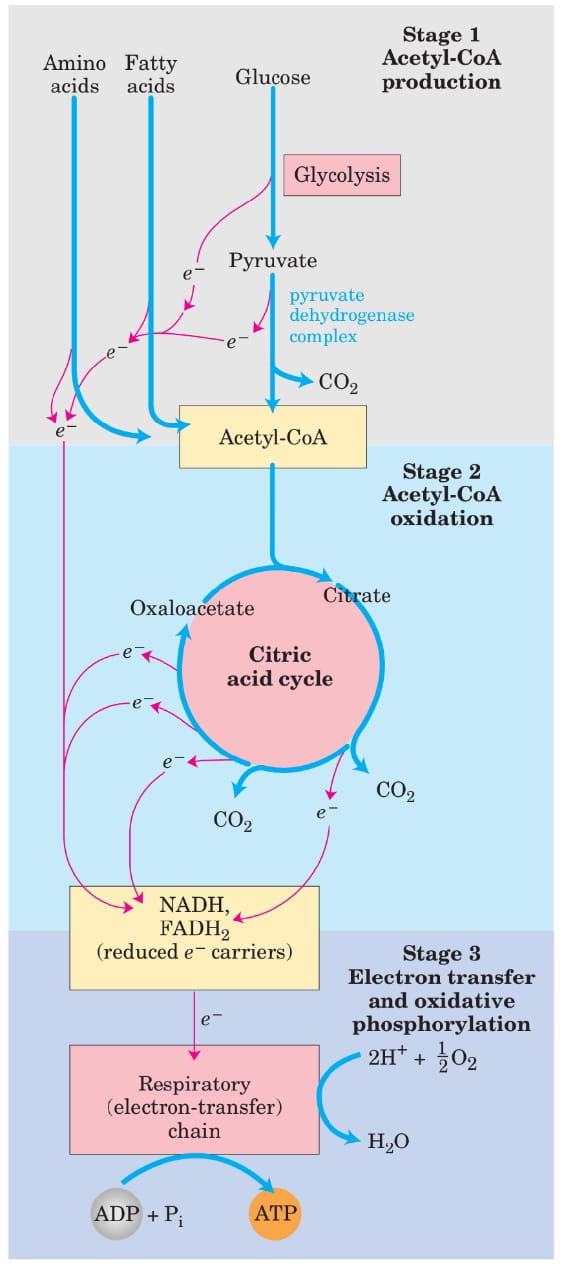 Stage 1
Acetyl-CoA
production
Amino
acids
Fatty
acids
Glucose
Glycolysis
e⁻
Pyruvate
pyruvate
dehydrogenase
complex
e⁻
e⁻
CO₂
e⁻
Acetyl-CoA
Stage 2
Acetyl-CoA
oxidation
Oxaloacetate
Citrate
Citric
acid cycle
e⁻
e⁻
e⁻
CO₂
CO₂
e⁻
NADH,
FADH₂
(reduced e⁻ carriers)
Stage 3
Electron transfer
and oxidative
phosphorylation
e⁻
2H⁺ + ½O₂
Respiratory
(electron-transfer)
chain
H₂O
ADP + Pᵢ
ATP